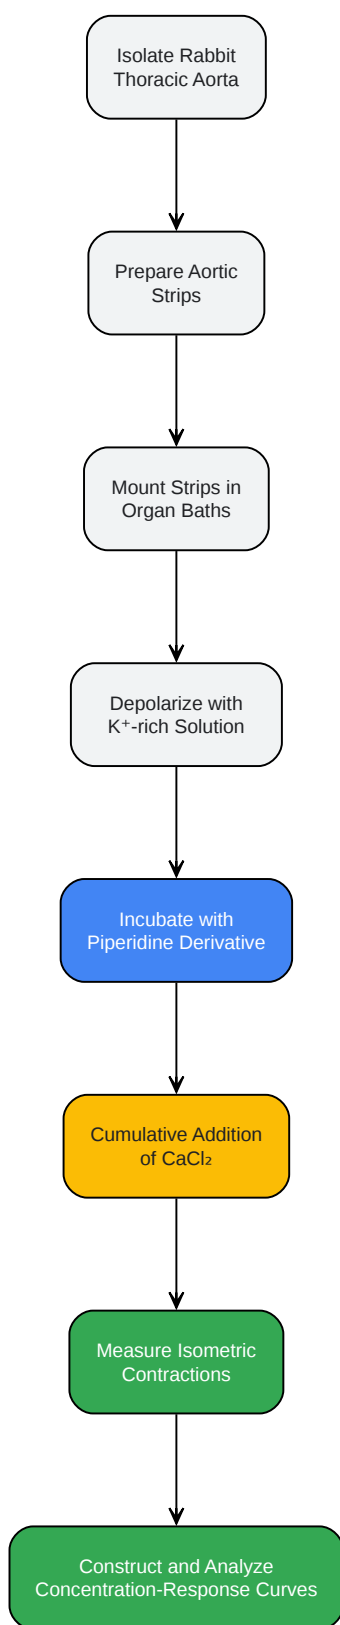 Isolate Rabbit
Thoracic Aorta
Prepare Aortic
Strips
Mount Strips in
Organ Baths
Depolarize with
K⁺-rich Solution
Incubate with
Piperidine Derivative
Cumulative Addition
of CaCl₂
Measure Isometric
Contractions
Construct and Analyze
Concentration-Response Curves